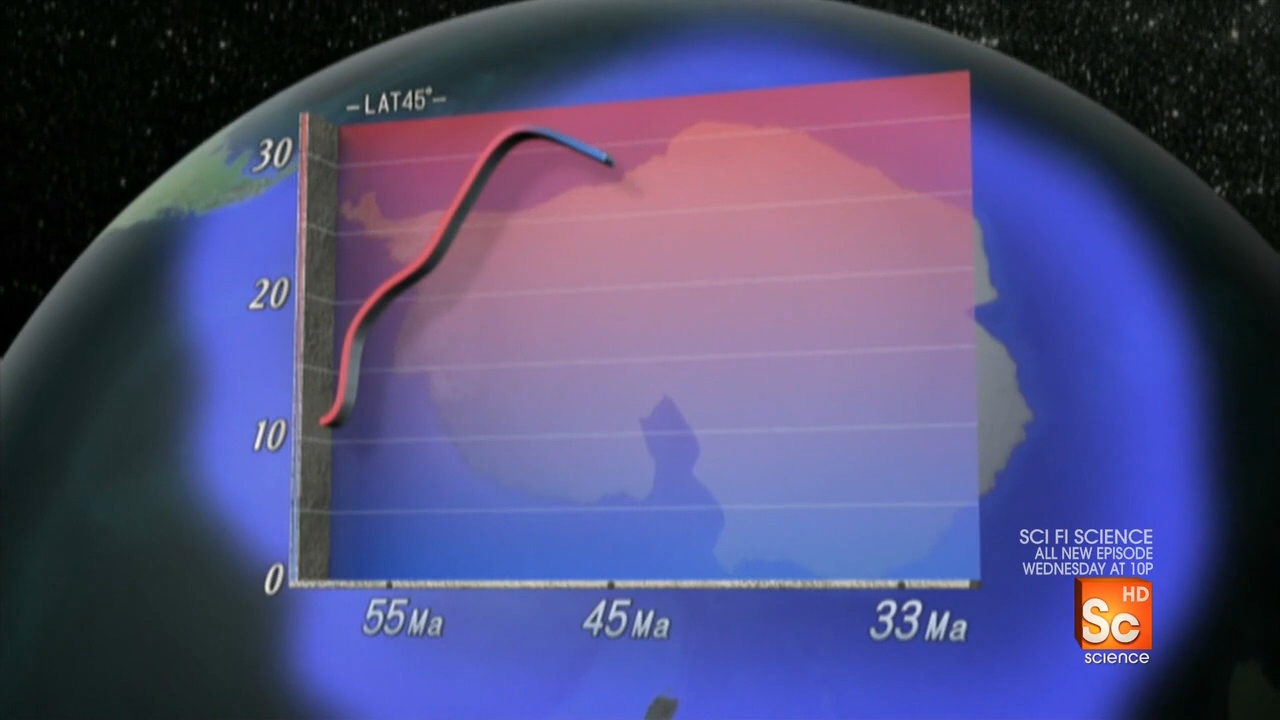 -LAT45°-
30
20
10
0
55Ma
45Ma
33Ma
SCI FI SCIENCE
ALL NEW EPISODE
WEDNESDAY AT 10P
HD
Sc
science